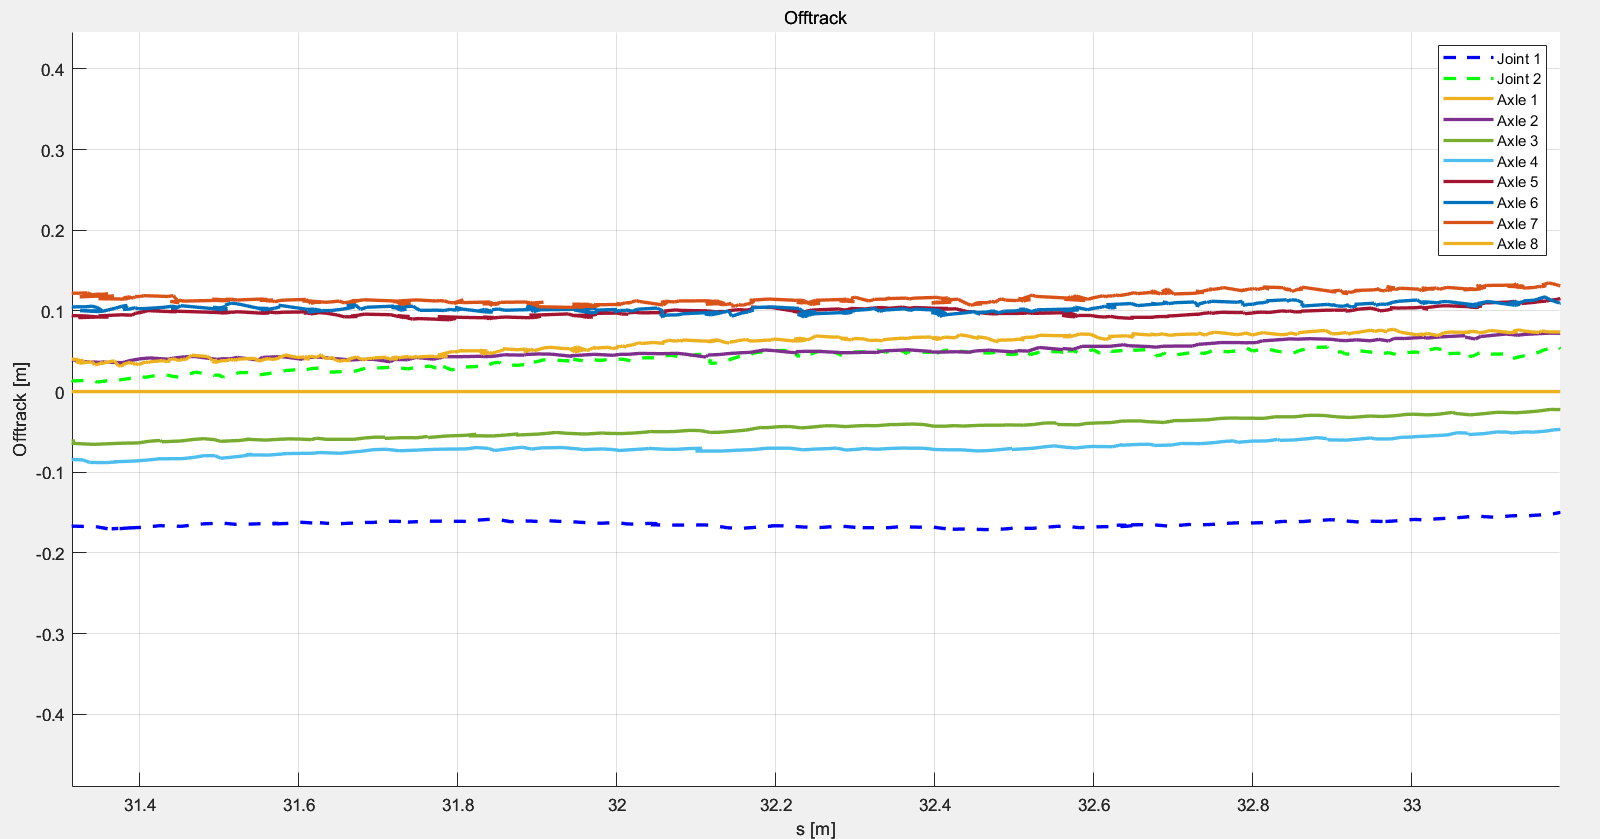 Offtrack
Joint 1
Joint 2
Axle 1
Axle 2
Axle 3
Axle 4
Axle 5
Axle 6
Axle 7
Axle 8
Offtrack [m]
0.4
0.3
0.2
0.1
0
-0.1
-0.2
-0.3
-0.4
31.4 31.6 31.8 32 32.2 32.4 32.6 32.8 33
s [m]